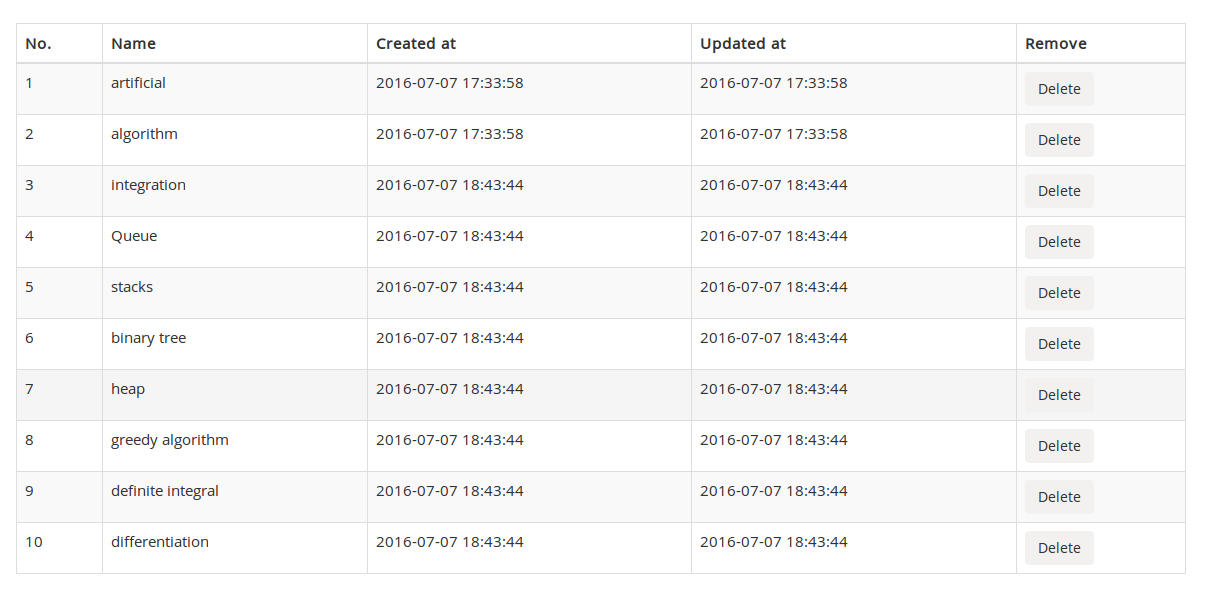 No. Name Created at Updated at Remove
1 artificial 2016-07-07 17:33:58 2016-07-07 17:33:58 Delete
2 algorithm 2016-07-07 17:33:58 2016-07-07 17:33:58 Delete
3 integration 2016-07-07 18:43:44 2016-07-07 18:43:44 Delete
4 Queue 2016-07-07 18:43:44 2016-07-07 18:43:44 Delete
5 stacks 2016-07-07 18:43:44 2016-07-07 18:43:44 Delete
6 binary tree 2016-07-07 18:43:44 2016-07-07 18:43:44 Delete
7 heap 2016-07-07 18:43:44 2016-07-07 18:43:44 Delete
8 greedy algorithm 2016-07-07 18:43:44 2016-07-07 18:43:44 Delete
9 definite integral 2016-07-07 18:43:44 2016-07-07 18:43:44 Delete
10 differentiation 2016-07-07 18:43:44 2016-07-07 18:43:44 Delete